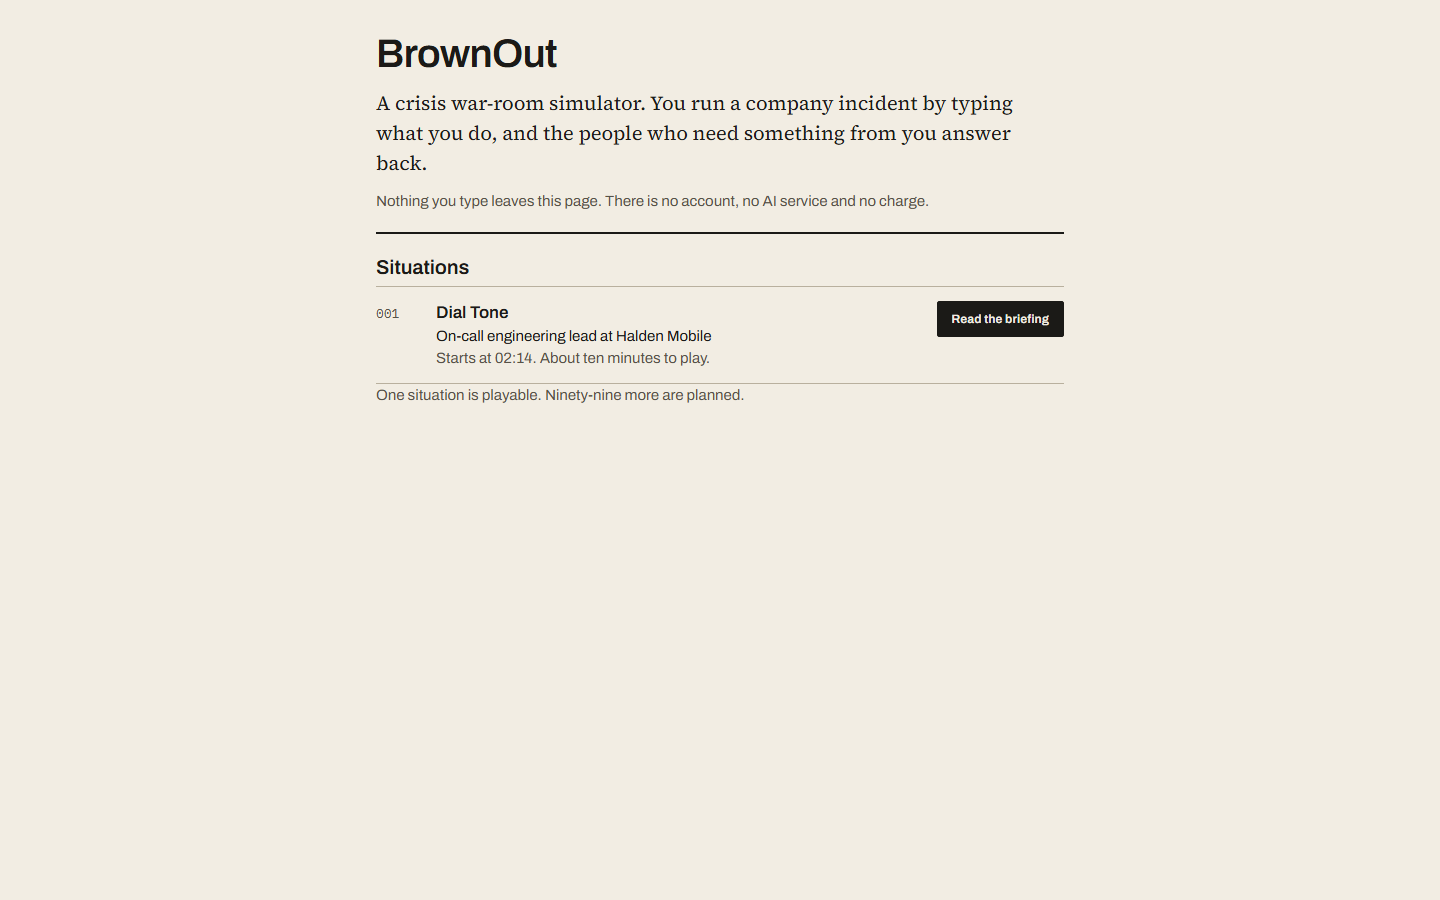 BrownOut
A crisis war-room simulator. You run a company incident by typing
what you do, and the people who need something from you answer
back.
Nothing you type leaves this page. There is no account, no AI service and no charge.
Situations
001
Dial Tone
Read the briefing
On-call engineering lead at Halden Mobile
Starts at 02:14. About ten minutes to play.
One situation is playable. Ninety-nine more are planned.